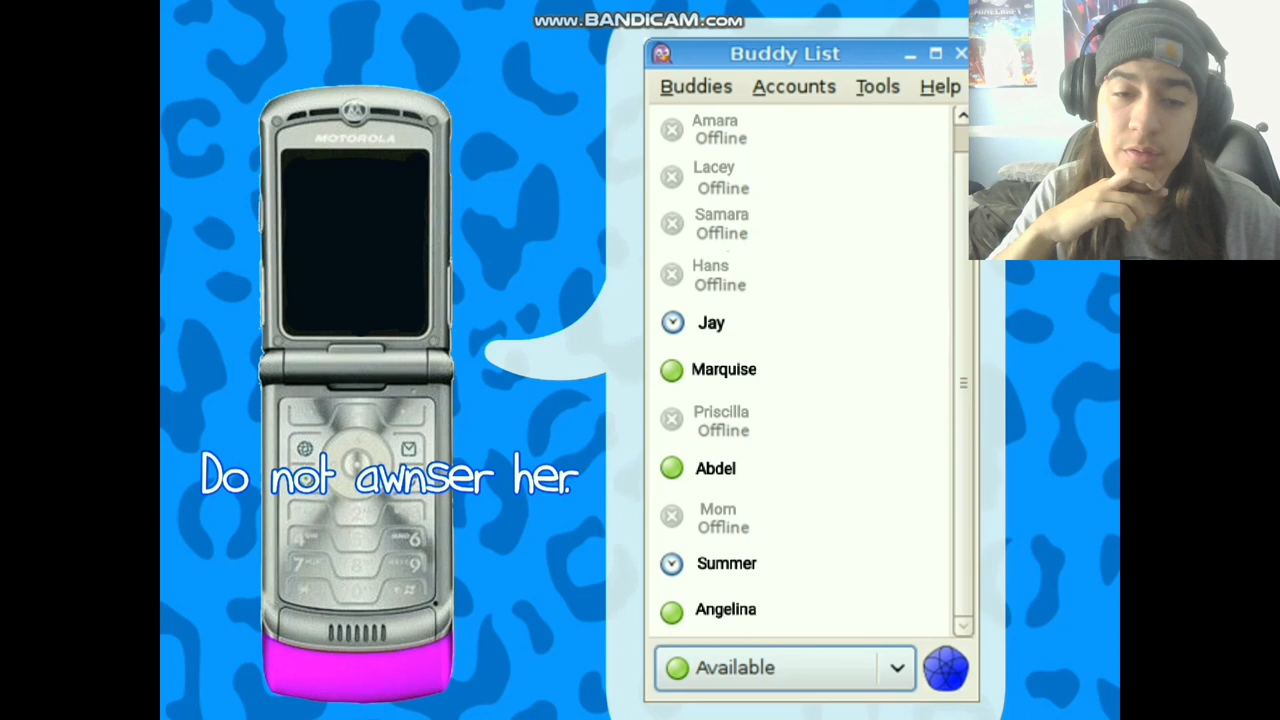 www.BANDICAM.com
MINECRAFT
Buddy List
Buddies Accounts Tools Help
MOTOROLA
Amara
Offline
Lacey
Offline
Samara
Offline
Hans
Offline
Jay
Marquise
Priscilla
Offline
Abdel
Mom
Offline
Summer
Angelina
Available
Do not awnser her.